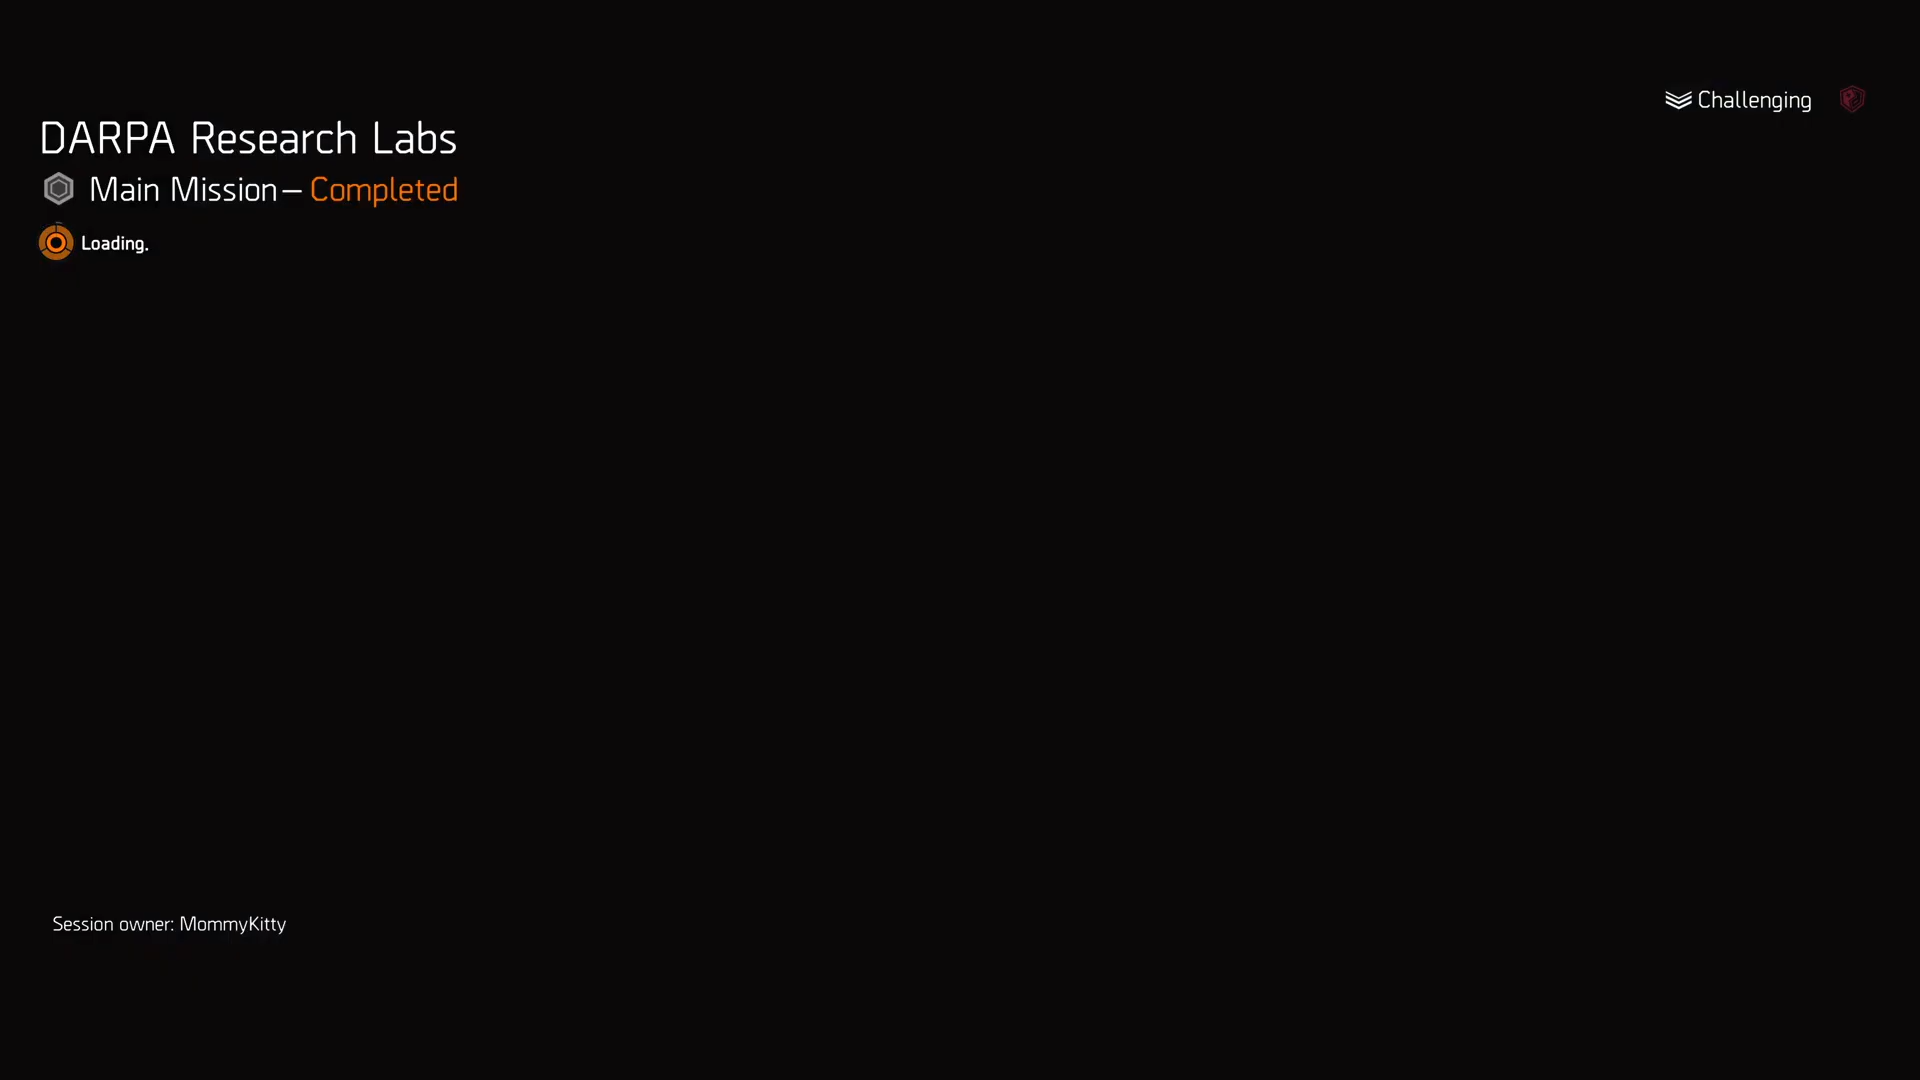 Challenging
DARPA Research Labs
Main Mission – Completed
Loading.
Session owner: MommyKitty